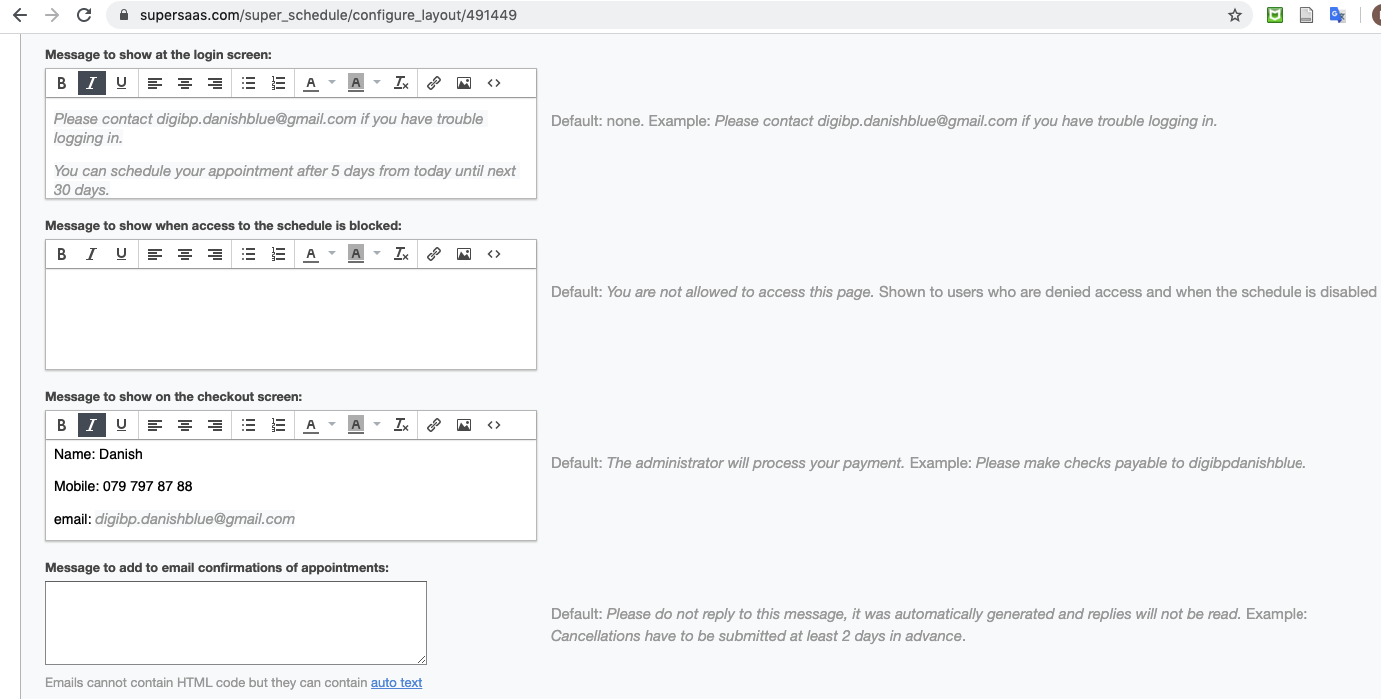 supersaas.com/super_schedule/configure_layout/491449
Message to show at the login screen:
B I U A A Tx <>
Please contact digibp.danishblue@gmail.com if you have trouble
logging in.
You can schedule your appointment after 5 days from today until next
30 days.
Default: none. Example: Please contact digibp.danishblue@gmail.com if you have trouble logging in.
Message to show when access to the schedule is blocked:
B I U A A Tx <>
Default: You are not allowed to access this page. Shown to users who are denied access and when the schedule is disabled
Message to show on the checkout screen:
B I U A A Tx <>
Name: Danish
Mobile: 079 797 87 88
email: digibp.danishblue@gmail.com
Default: The administrator will process your payment. Example: Please make checks payable to digibpdanishblue.
Message to add to email confirmations of appointments:
Default: Please do not reply to this message, it was automatically generated and replies will not be read. Example:
Cancellations have to be submitted at least 2 days in advance.
Emails cannot contain HTML code but they can contain auto text